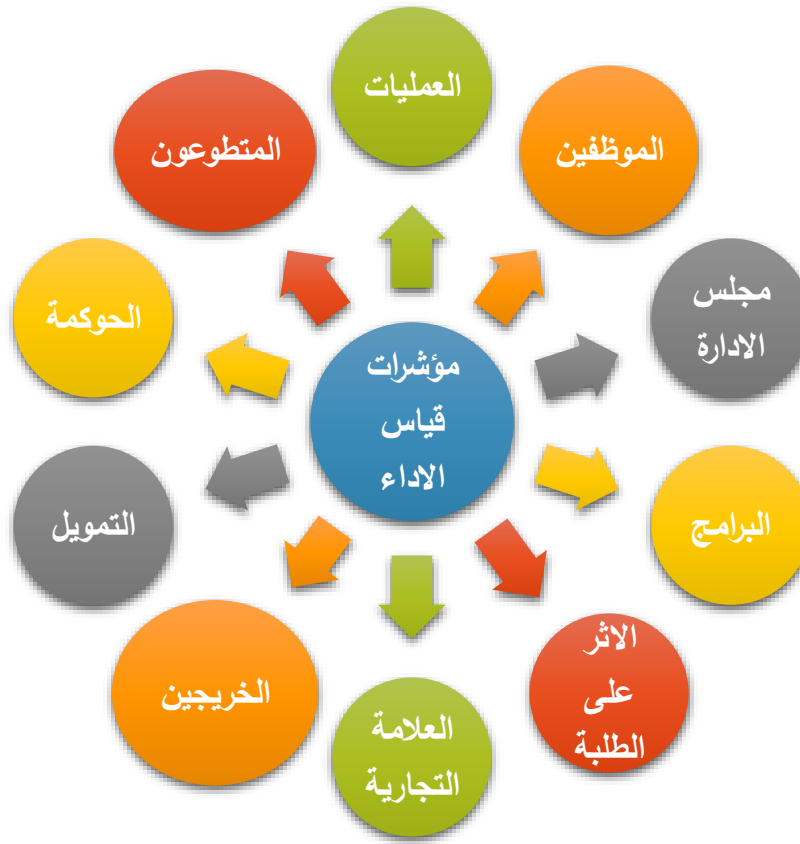 العمليات
الموظفين
مجلس
الادارة
البرامج
الاثر
على
الطلبة
العلامة
التجارية
الخريجين
التمويل
الحوكمة
المتطوعون
مؤشرات
قياس
الاداء